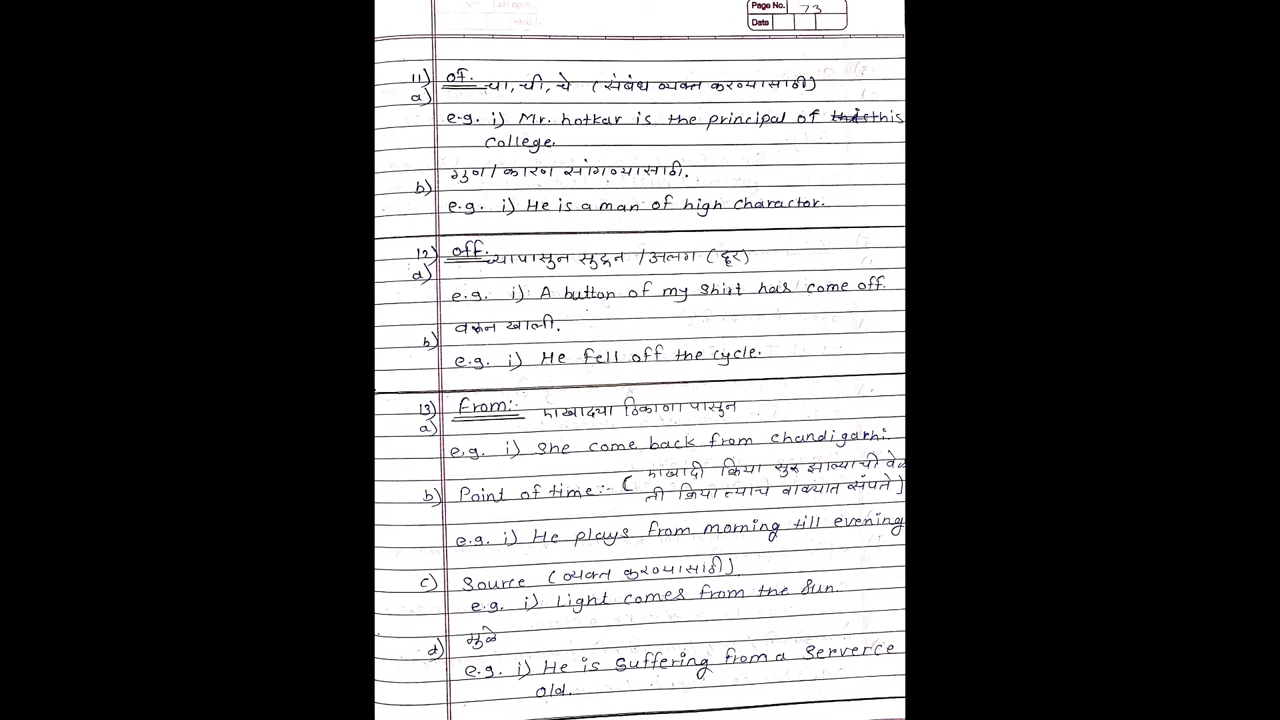 Page No. 73
Date
11) of.
a) चा, ची, चे (संबंध व्यक्त करण्यासाठी)
e.g. i) Mr. hotkar is the principal of this this
college.
b) गुण / कारण सांगण्यासाठी.
e.g. i) He is a man of high charactor.
12) off.
a) च्यापासुन सुटून / अलग (दूर)
e.g. i) A button of my shirt has come off.
b) वरून खाली.
e.g. i) He fell off the cycle.
13) From:-
a) एखादया ठिकाणा पासुन
e.g. i) She come back from chandigarh.
b) Point of time:- ( एखादी क्रिया सुरू झाल्याची वेळ
ती क्रिया त्याच वाक्यात संपते )
e.g. i) He plays from morning till evening
c) Source (व्यक्त करण्यासाठी)
e.g. i) Light comes from the sun.
d) मुळे
e.g. i) He is suffering from a serverce
old.